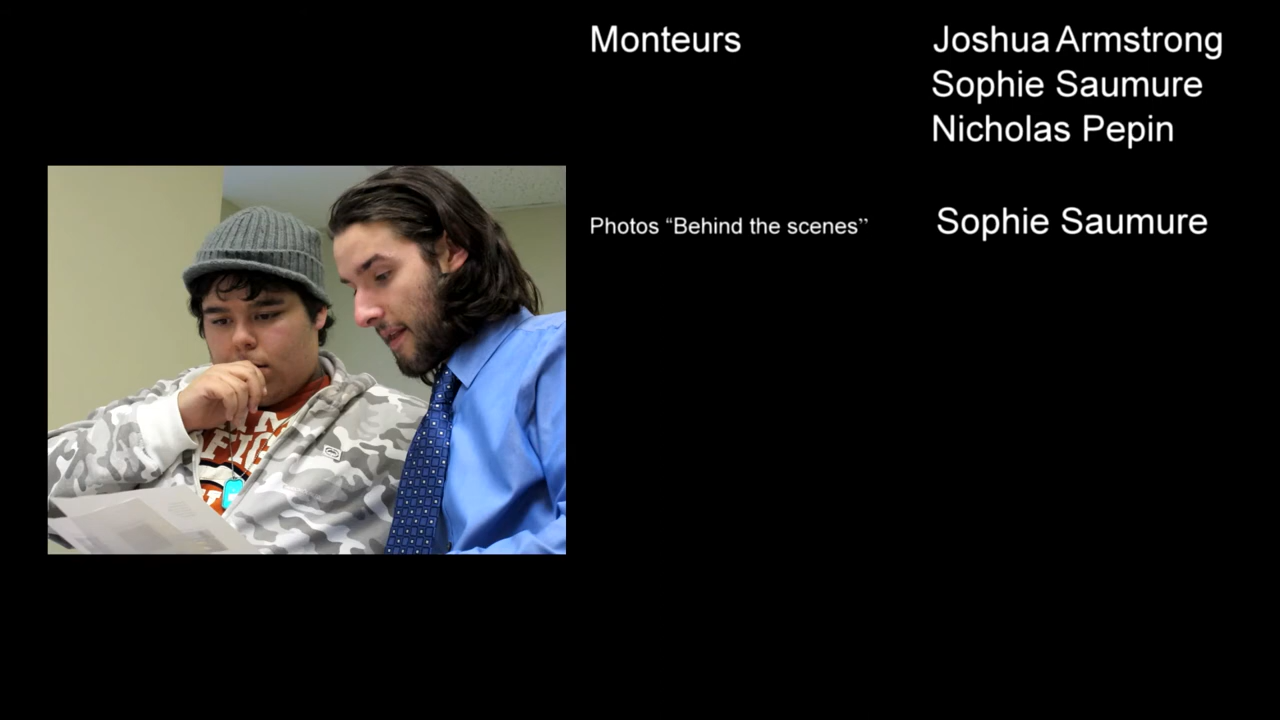 Monteurs Joshua Armstrong
Sophie Saumure
Nicholas Pepin
Photos “Behind the scenes” Sophie Saumure